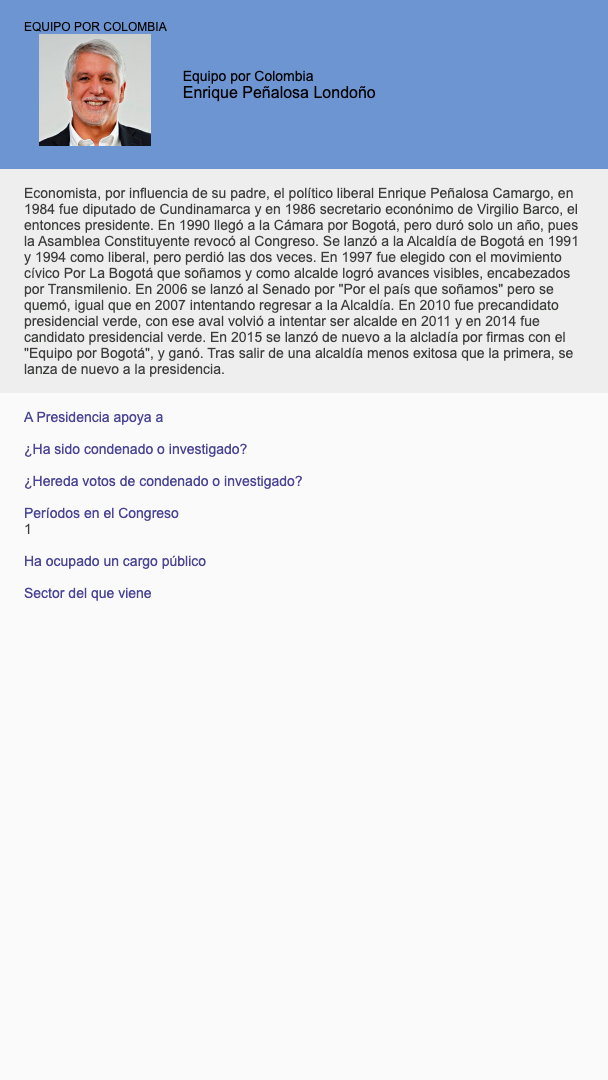 EQUIPO POR COLOMBIA
Equipo por Colombia
Enrique Peñalosa Londoño
Economista, por influencia de su padre, el político liberal Enrique Peñalosa Camargo, en
1984 fue diputado de Cundinamarca y en 1986 secretario econónimo de Virgilio Barco, el
entonces presidente. En 1990 llegó a la Cámara por Bogotá, pero duró solo un año, pues
la Asamblea Constituyente revocó al Congreso. Se lanzó a la Alcaldía de Bogotá en 1991
y 1994 como liberal, pero perdió las dos veces. En 1997 fue elegido con el movimiento
cívico Por La Bogotá que soñamos y como alcalde logró avances visibles, encabezados
por Transmilenio. En 2006 se lanzó al Senado por "Por el país que soñamos" pero se
quemó, igual que en 2007 intentando regresar a la Alcaldía. En 2010 fue precandidato
presidencial verde, con ese aval volvió a intentar ser alcalde en 2011 y en 2014 fue
candidato presidencial verde. En 2015 se lanzó de nuevo a la alcladía por firmas con el
"Equipo por Bogotá", y ganó. Tras salir de una alcaldía menos exitosa que la primera, se
lanza de nuevo a la presidencia.
A Presidencia apoya a
¿Ha sido condenado o investigado?
¿Hereda votos de condenado o investigado?
Períodos en el Congreso
1
Ha ocupado un cargo público
Sector del que viene